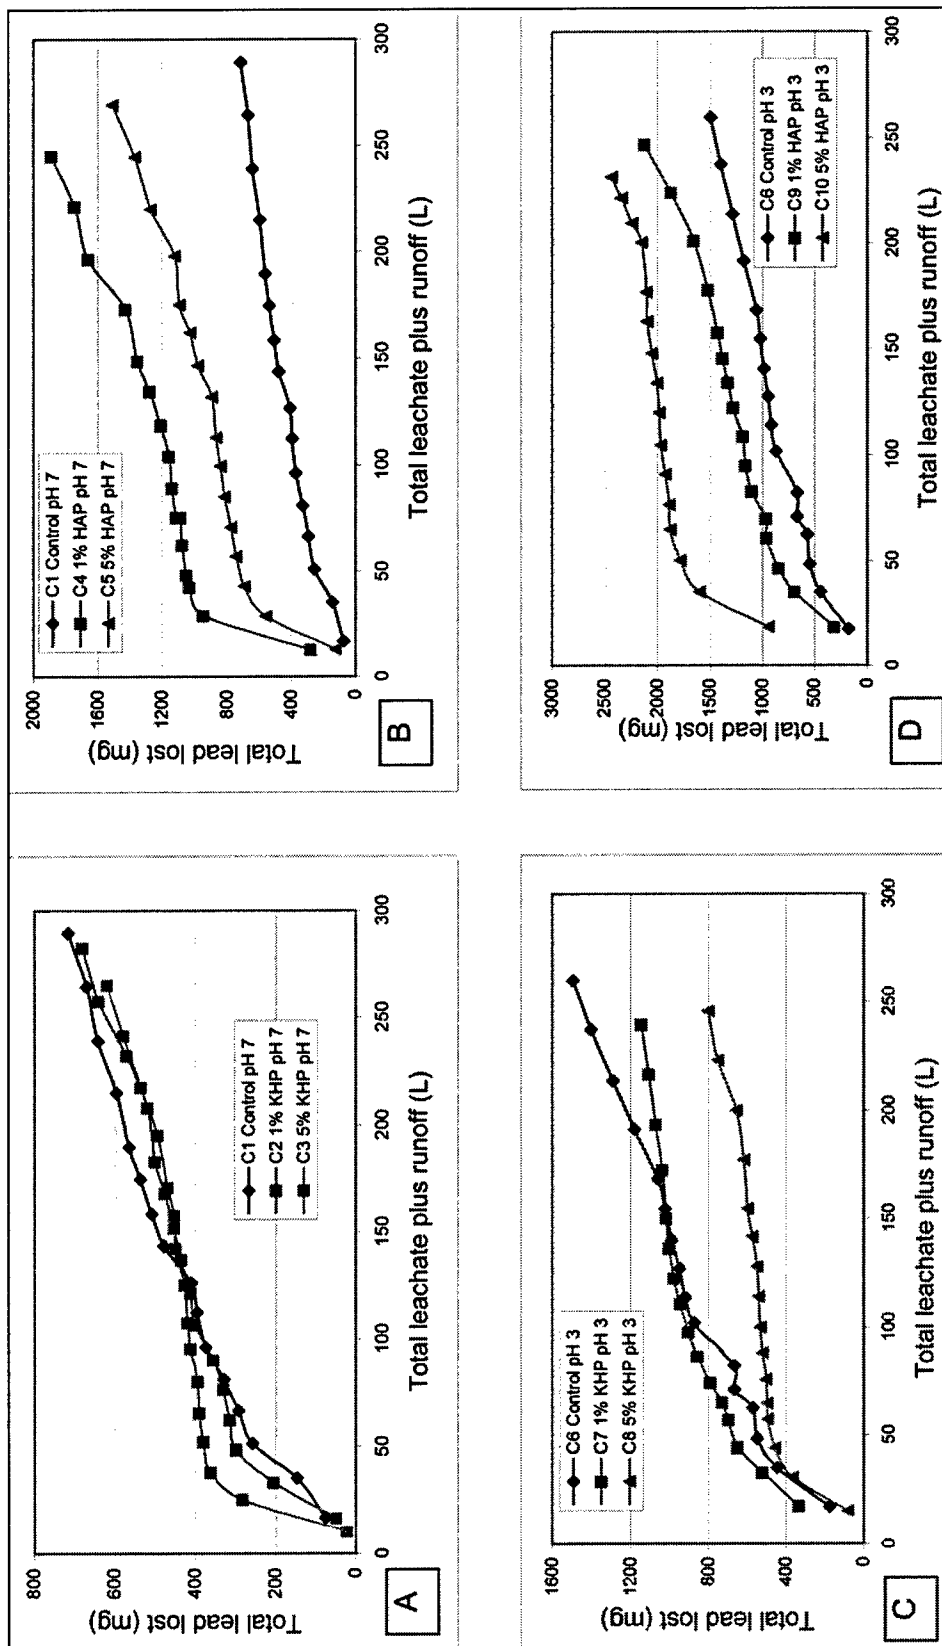 A
Total lead lost (mg)
800
600
400
200
0
0
50
100
150
200
250
300
Total leachate plus runoff (L)
C1 Control pH 7
C2 1% KHP pH 7
C3 5% KHP pH 7
B
Total lead lost (mg)
2000
1600
1200
800
400
0
0
50
100
150
200
250
300
Total leachate plus runoff (L)
C1 Control pH 7
C4 1% HAP pH 7
C5 5% HAP pH 7
C
Total lead lost (mg)
1600
1200
800
400
0
0
50
100
150
200
250
300
Total leachate plus runoff (L)
C6 Control pH 3
C7 1% KHP pH 3
C8 5% KHP pH 3
D
Total lead lost (mg)
3000
2500
2000
1500
1000
500
0
0
50
100
150
200
250
300
Total leachate plus runoff (L)
C6 Control pH 3
C9 1% HAP pH 3
C10 5% HAP pH 3